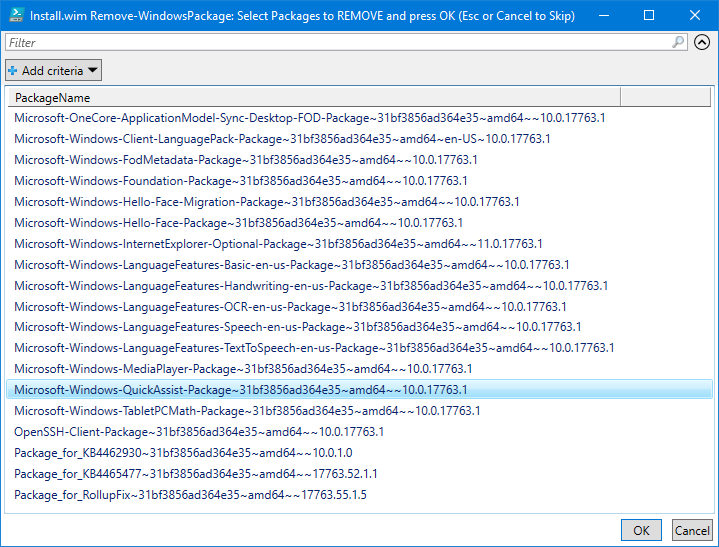 Install.wim Remove-WindowsPackage: Select Packages to REMOVE and press OK (Esc or Cancel to Skip)
Filter
Add criteria
PackageName
Microsoft-OneCore-ApplicationModel-Sync-Desktop-FOD-Package~31bf3856ad364e35~amd64~~10.0.17763.1
Microsoft-Windows-Client-LanguagePack-Package~31bf3856ad364e35~amd64~en-US~10.0.17763.1
Microsoft-Windows-FodMetadata-Package~31bf3856ad364e35~amd64~~10.0.17763.1
Microsoft-Windows-Foundation-Package~31bf3856ad364e35~amd64~~10.0.17763.1
Microsoft-Windows-Hello-Face-Migration-Package~31bf3856ad364e35~amd64~~10.0.17763.1
Microsoft-Windows-Hello-Face-Package~31bf3856ad364e35~amd64~~10.0.17763.1
Microsoft-Windows-InternetExplorer-Optional-Package~31bf3856ad364e35~amd64~~11.0.17763.1
Microsoft-Windows-LanguageFeatures-Basic-en-us-Package~31bf3856ad364e35~amd64~~10.0.17763.1
Microsoft-Windows-LanguageFeatures-Handwriting-en-us-Package~31bf3856ad364e35~amd64~~10.0.17763.1
Microsoft-Windows-LanguageFeatures-OCR-en-us-Package~31bf3856ad364e35~amd64~~10.0.17763.1
Microsoft-Windows-LanguageFeatures-Speech-en-us-Package~31bf3856ad364e35~amd64~~10.0.17763.1
Microsoft-Windows-LanguageFeatures-TextToSpeech-en-us-Package~31bf3856ad364e35~amd64~~10.0.17763.1
Microsoft-Windows-MediaPlayer-Package~31bf3856ad364e35~amd64~~10.0.17763.1
Microsoft-Windows-QuickAssist-Package~31bf3856ad364e35~amd64~~10.0.17763.1
Microsoft-Windows-TabletPCMath-Package~31bf3856ad364e35~amd64~~10.0.17763.1
OpenSSH-Client-Package~31bf3856ad364e35~amd64~~10.0.17763.1
Package_for_KB4462930~31bf3856ad364e35~amd64~~10.0.1.0
Package_for_KB4465477~31bf3856ad364e35~amd64~~17763.52.1.1
Package_for_RollupFix~31bf3856ad364e35~amd64~~17763.55.1.5
OK
Cancel